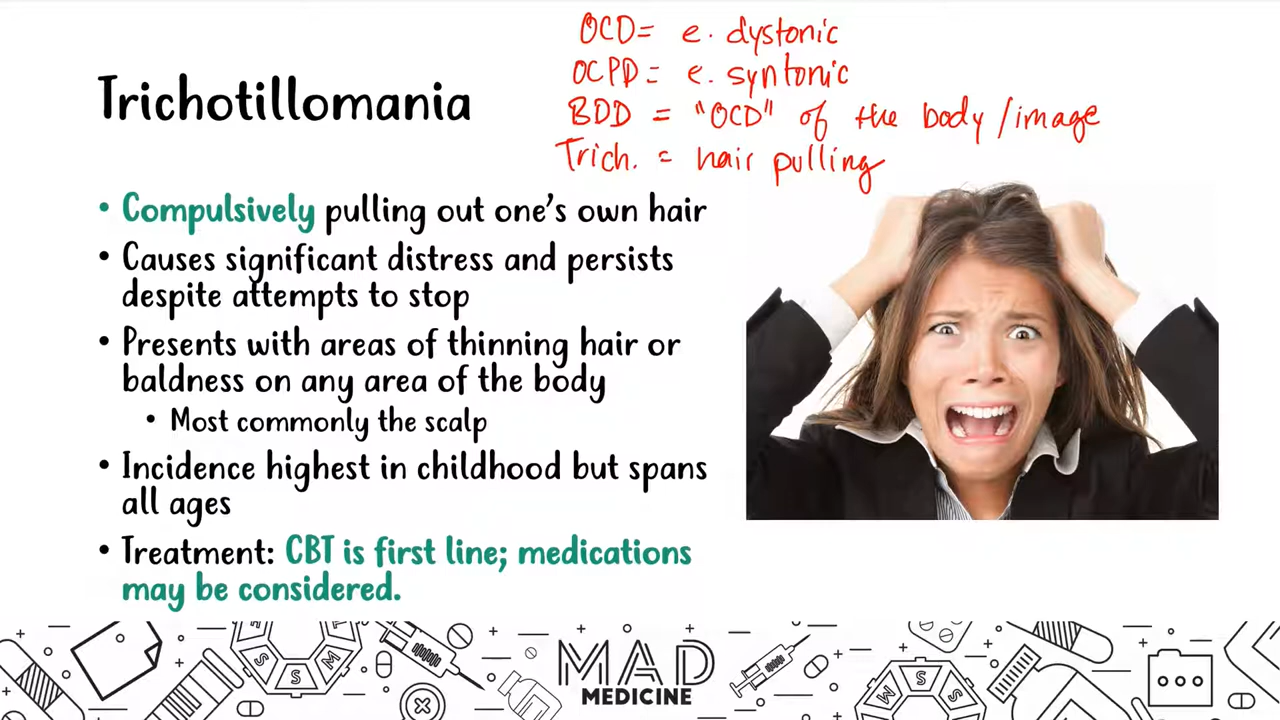 OCD= e. dystonic
OCPD= e. syntonic
BDD = "OCD" of the body/image
Trich. = hair pulling
Trichotillomania
• Compulsively pulling out one's own hair
• Causes significant distress and persists
despite attempts to stop
• Presents with areas of thinning hair or
baldness on any area of the body
• Most commonly the scalp
• Incidence highest in childhood but spans
all ages
• Treatment: CBT is first line; medications
may be considered.
MAD
MEDICINE